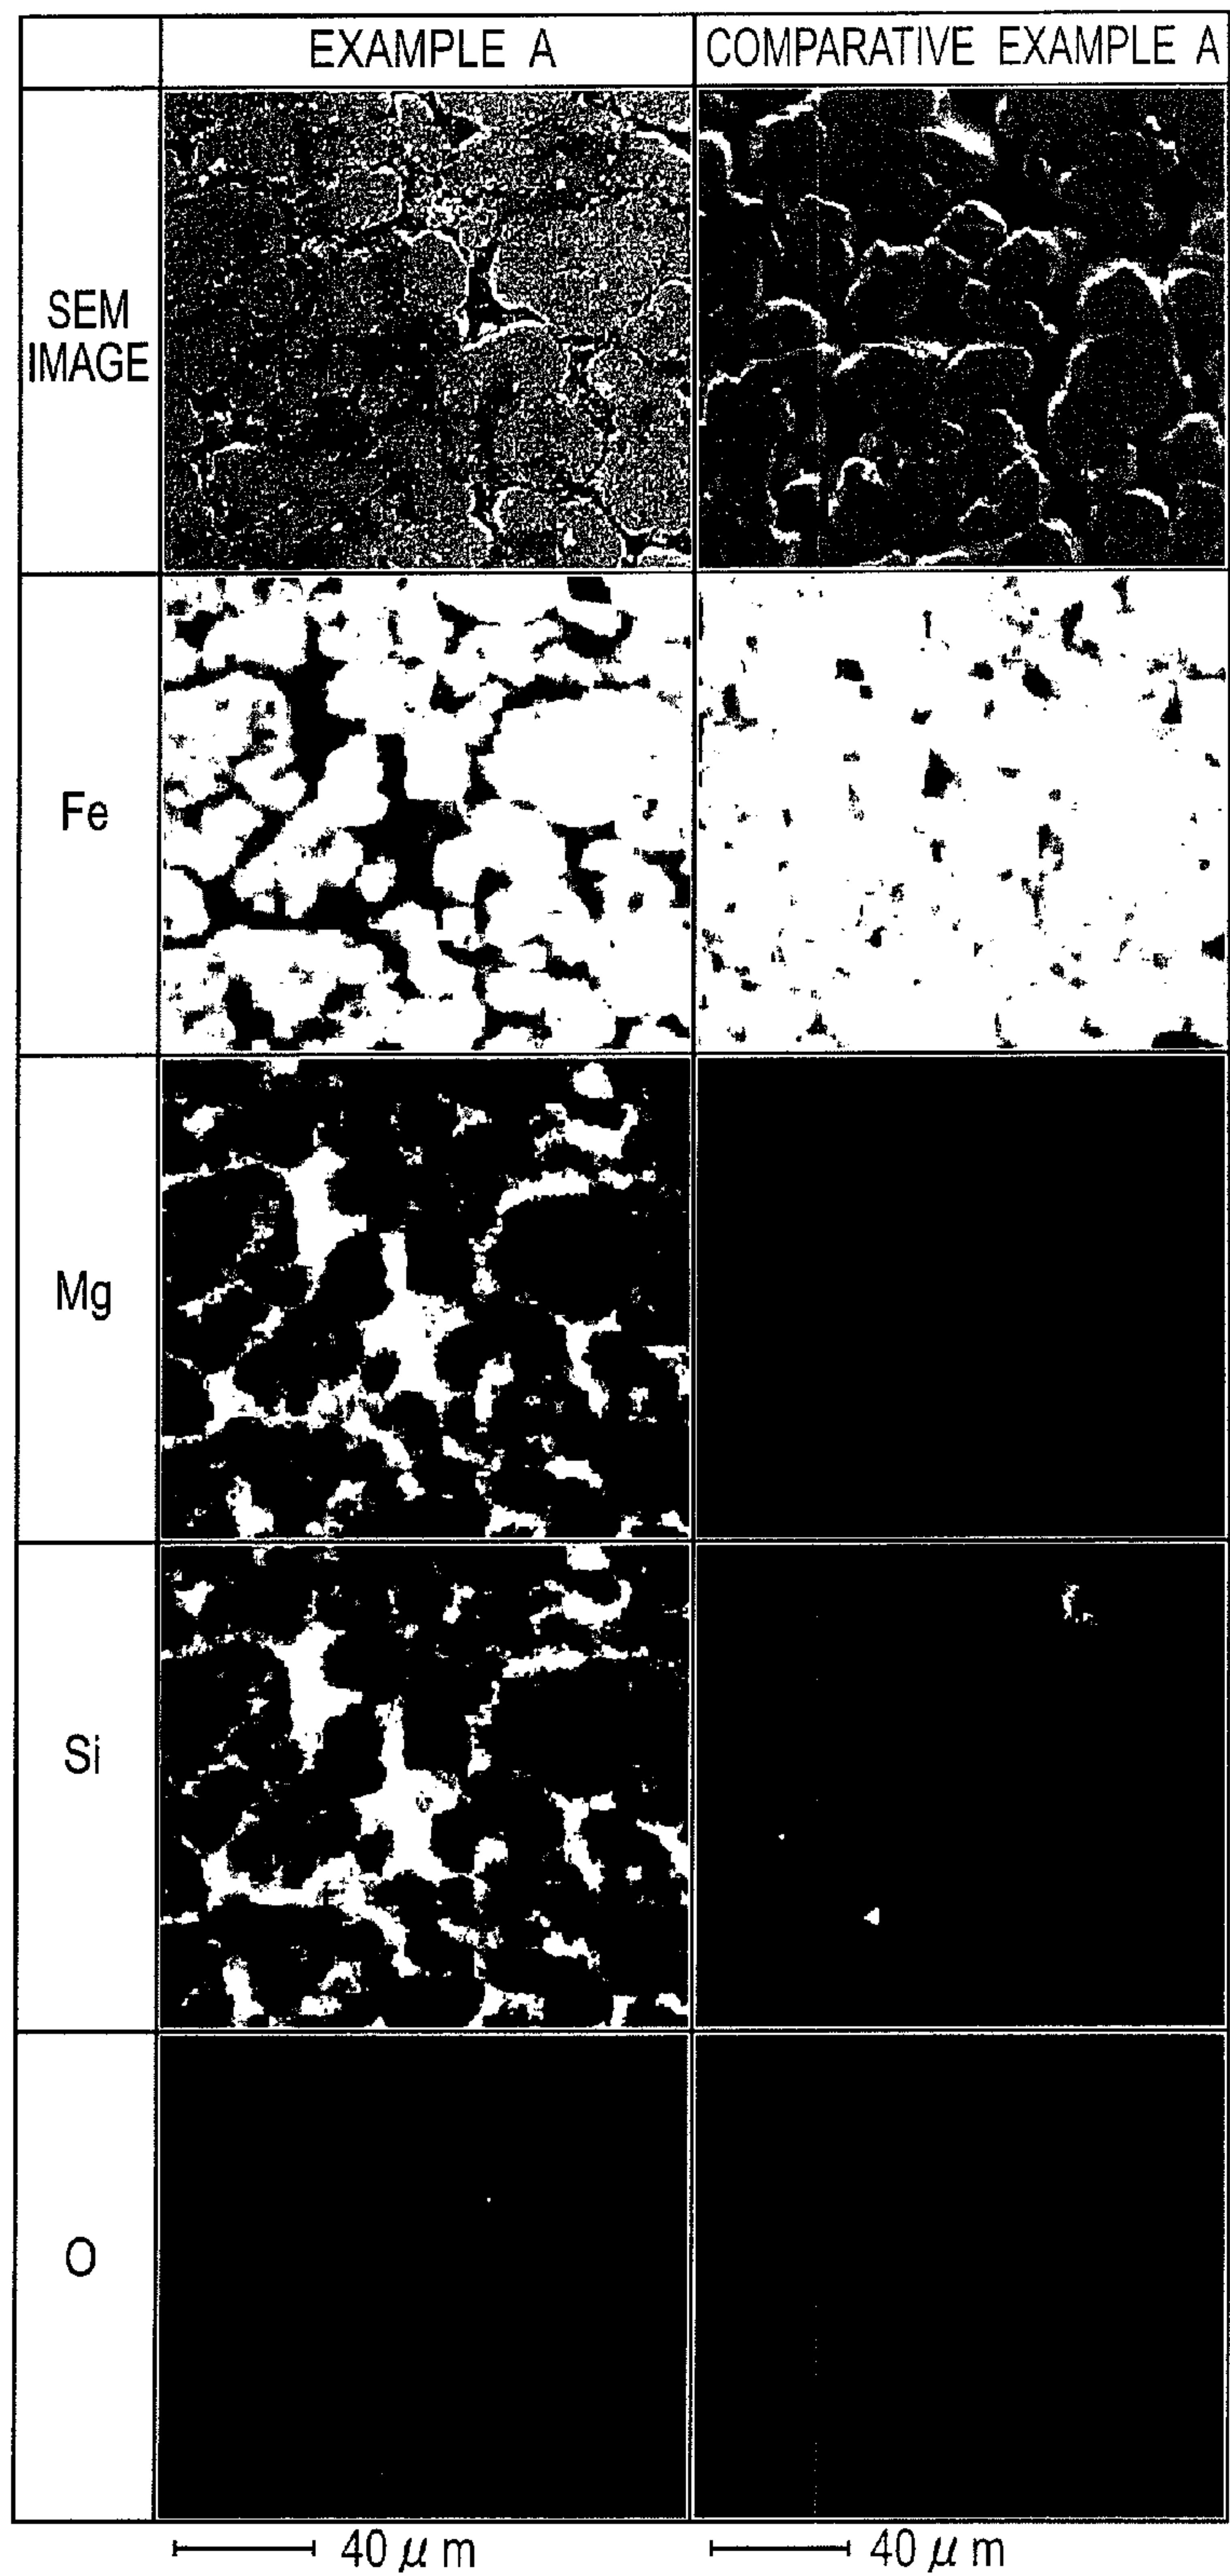 EXAMPLE A
COMPARATIVE EXAMPLE A
SEM
IMAGE
Fe
Mg
Si
O
40 μm
40 μm